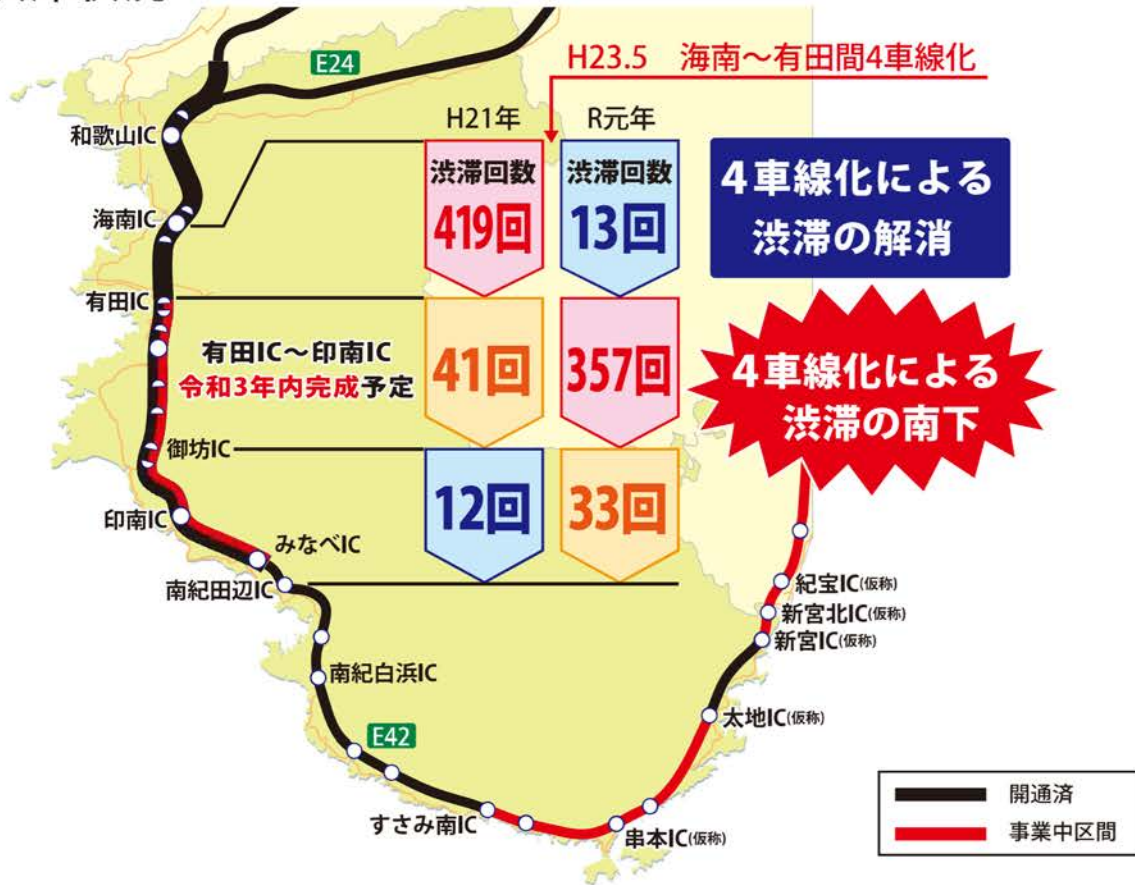 E24
H23.5 海南~有田間4車線化
H21年
R元年
和歌山IC
渋滞回数
419回
渋滞回数
13回
4車線化による
渋滞の解消
海南IC
有田IC
有田IC~印南IC
令和3年内完成予定
41回
357回
4車線化による
渋滞の南下
御坊IC
12回
33回
印南IC
みなべIC
南紀田辺IC
紀宝IC(仮称)
新宮北IC(仮称)
新宮IC(仮称)
南紀白浜IC
太地IC(仮称)
E42
すさみ南IC
串本IC(仮称)
開通済
事業中区間